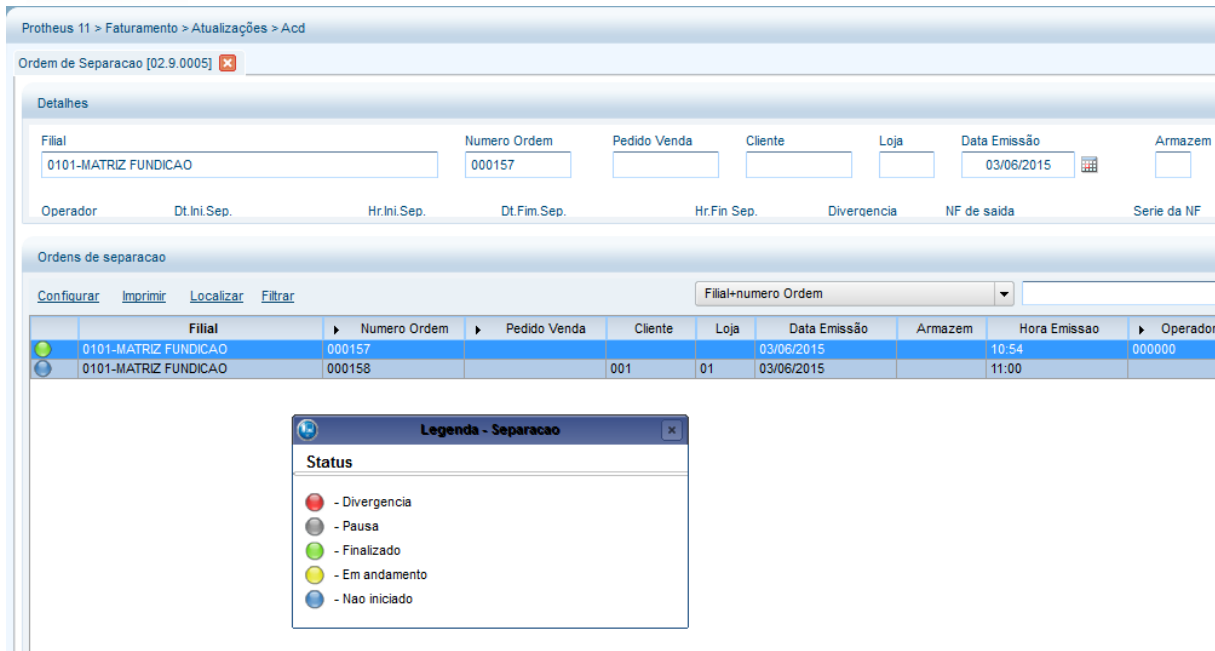 Protheus 11 > Faturamento > Atualizações > Acd
Ordem de Separacao [02.9.0005]
Detalhes
Filial Numero Ordem Pedido Venda Cliente Loja Data Emissão Armazem
0101-MATRIZ FUNDICAO 000157 03/06/2015
Operador Dt.Ini.Sep. Hr.Ini.Sep. Dt.Fim.Sep. Hr.Fin Sep. Divergencia NF de saida Serie da NF
Ordens de separacao
Configurar Imprimir Localizar Filtrar Filial+numero Ordem
Filial Numero Ordem Pedido Venda Cliente Loja Data Emissão Armazem Hora Emissao Operador
0101-MATRIZ FUNDICAO 000157 03/06/2015 10:54 000000
0101-MATRIZ FUNDICAO 000158 001 01 03/06/2015 11:00
Legenda - Separacao
Status
- Divergencia
- Pausa
- Finalizado
- Em andamento
- Nao iniciado